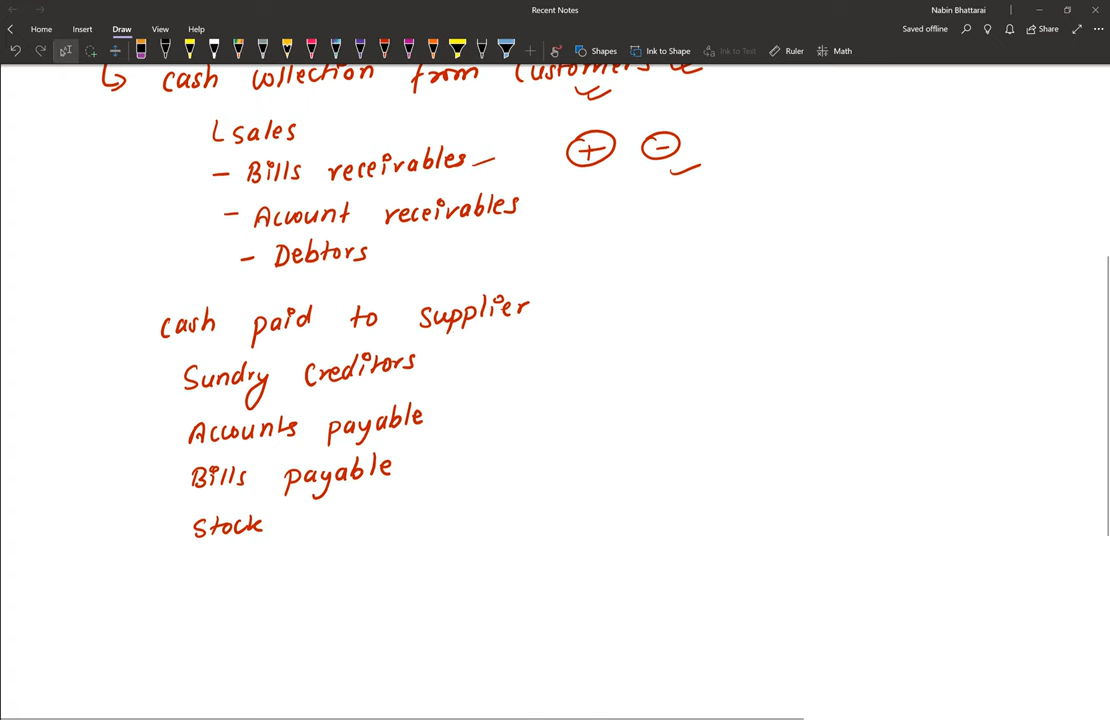 Recent Notes
Nabin Bhattarai
Home Insert Draw View Help
Saved offline
Share
Shapes
Ink to Shape
Ink to Text
Ruler
Math
↳ cash collection from customers
sales
- Bills receivables
+ -
- Account receivables
- Debtors
cash paid to supplier
Sundry Creditors
Accounts payable
Bills payable
Stock